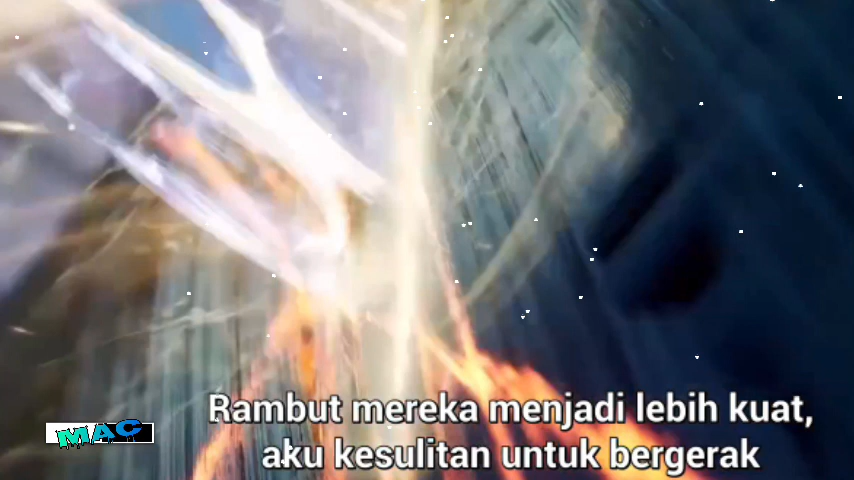 Rambut mereka menjadi lebih kuat,
aku kesulitan untuk bergerak
MAC